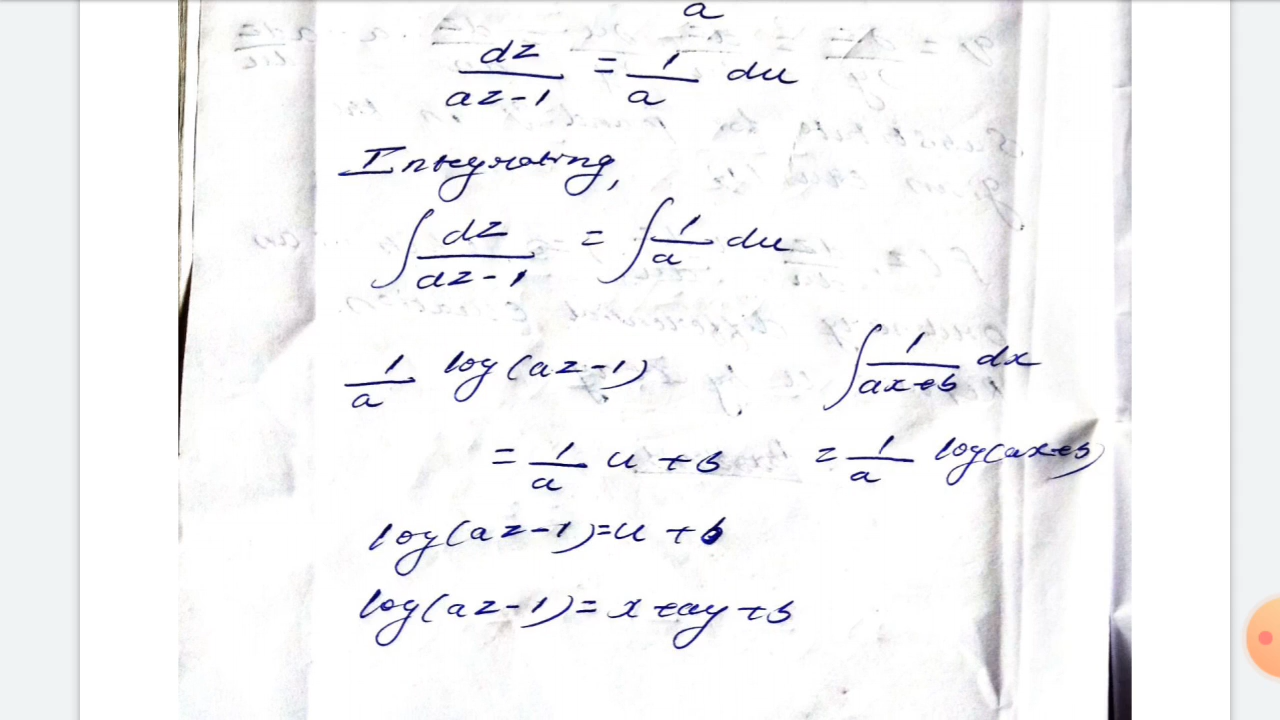 a
dz/az-1 = 1/a du
Integrating,
∫ dz/az-1 = ∫ 1/a du
1/a log(az-1)
= 1/a u + b
∫ 1/ax+b dx
= 1/a log(ax+b)
log(az-1)=u+b
log(az-1)= x+ay+b